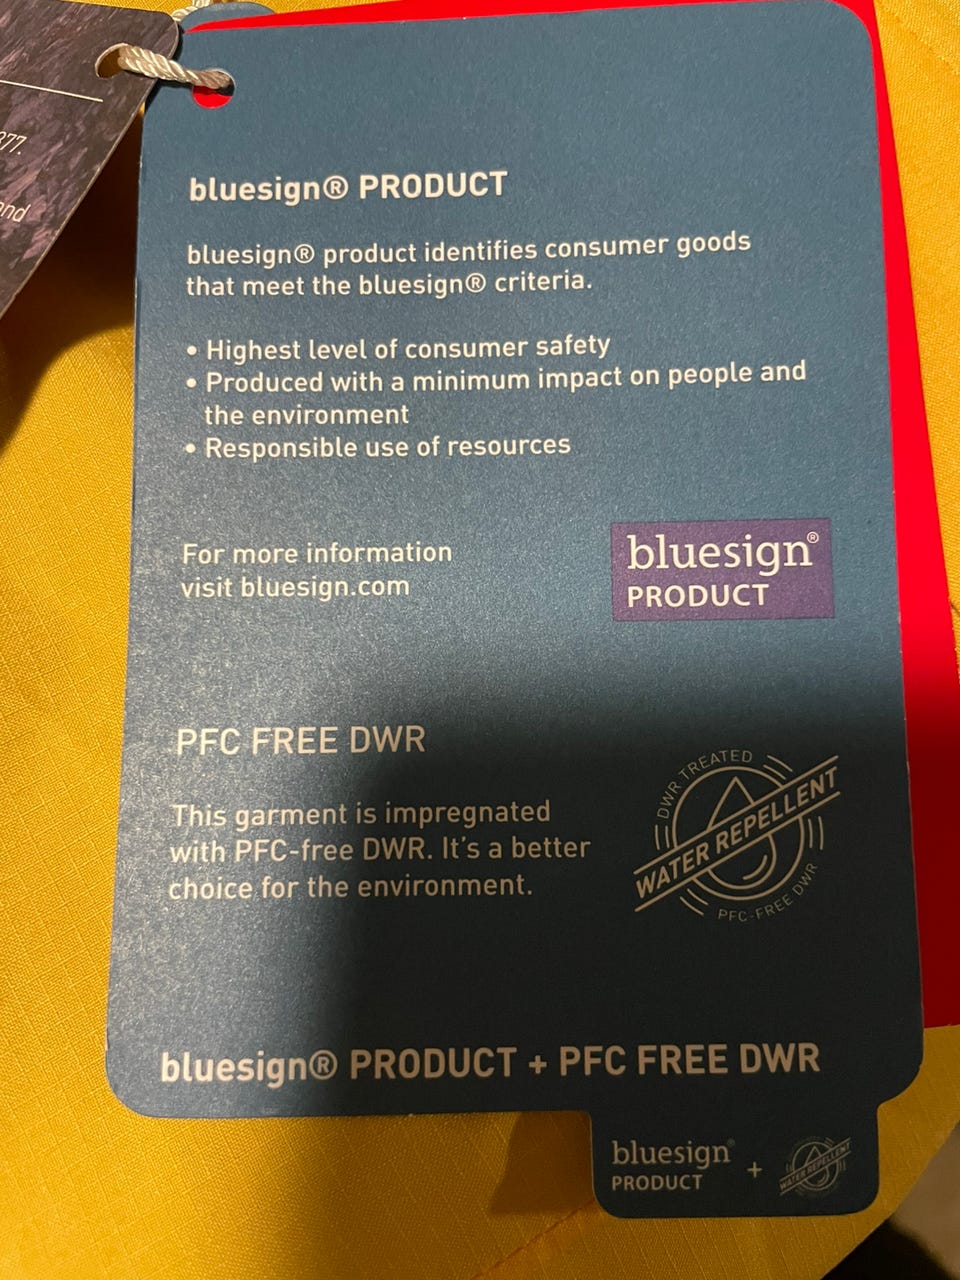 377.
and
bluesign® PRODUCT
bluesign® product identifies consumer goods
that meet the bluesign® criteria.
• Highest level of consumer safety
• Produced with a minimum impact on people and
the environment
• Responsible use of resources
For more information
visit bluesign.com
bluesign®
PRODUCT
PFC FREE DWR
This garment is impregnated
with PFC-free DWR. It's a better
choice for the environment.
DWR TREATED
WATER REPELLENT
PFC-FREE DWR
bluesign® PRODUCT + PFC FREE DWR
bluesign®
PRODUCT
+
WATER REPELLENT